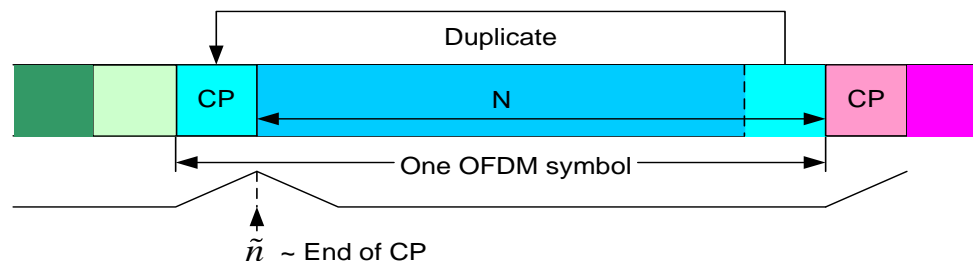 Duplicate
CP
N
CP
One OFDM symbol
ñ ~ End of CP